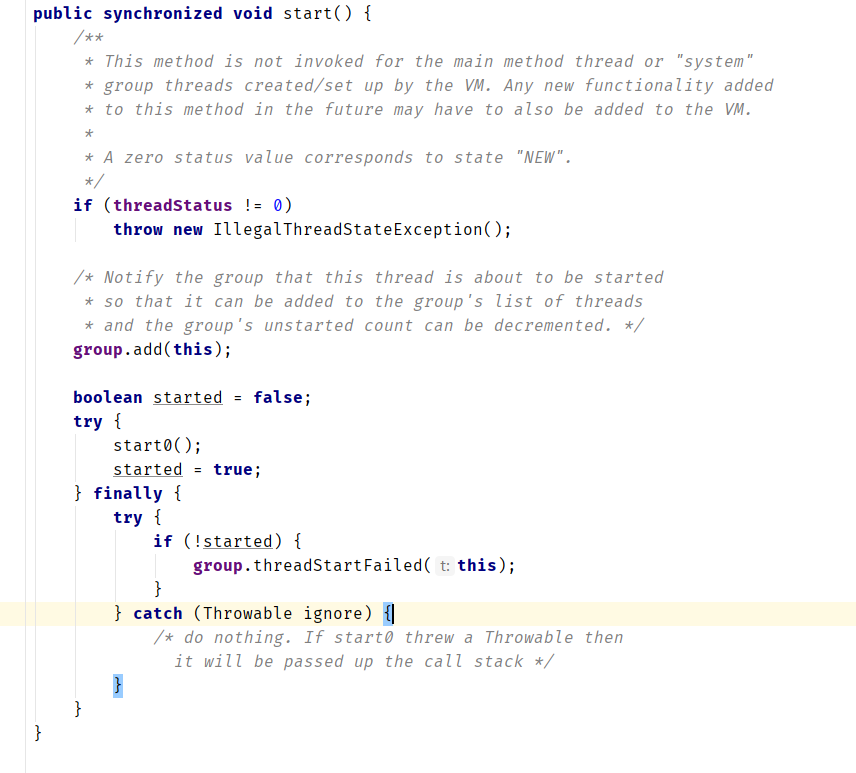 public synchronized void start() {
/**
* This method is not invoked for the main method thread or "system"
* group threads created/set up by the VM. Any new functionality added
* to this method in the future may have to also be added to the VM.
*
* A zero status value corresponds to state "NEW".
*/
if (threadStatus != 0)
throw new IllegalThreadStateException();
/* Notify the group that this thread is about to be started
* so that it can be added to the group's list of threads
* and the group's unstarted count can be decremented. */
group.add(this);
boolean started = false;
try {
start0();
started = true;
} finally {
try {
if (!started) {
group.threadStartFailed( t: this);
}
} catch (Throwable ignore) {
/* do nothing. If start0 threw a Throwable then
it will be passed up the call stack */
}
}
}